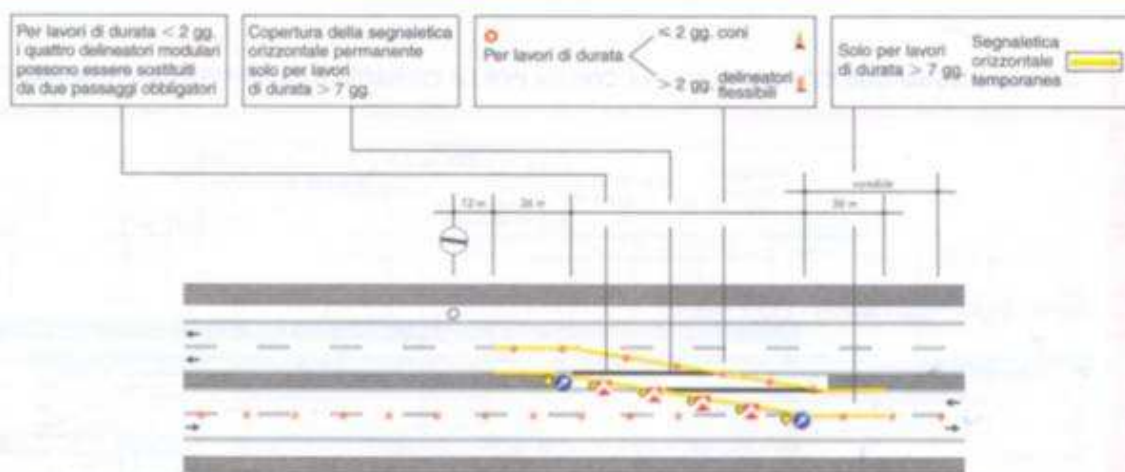 Per lavori di durata < 2 gg.
i quattro delineatori modulari
possono essere sostituiti
da due passaggi obbligatori
Copertura della segnaletica
orizzontale permanente
solo per lavori
di durata > 7 gg.
Per lavori di durata
< 2 gg. coni
> 2 gg. delineatori
flessibili
Solo per lavori
di durata > 7 gg.
Segnaletica
orizzontale
temporanea
variabile
12 m
36 m
36 m